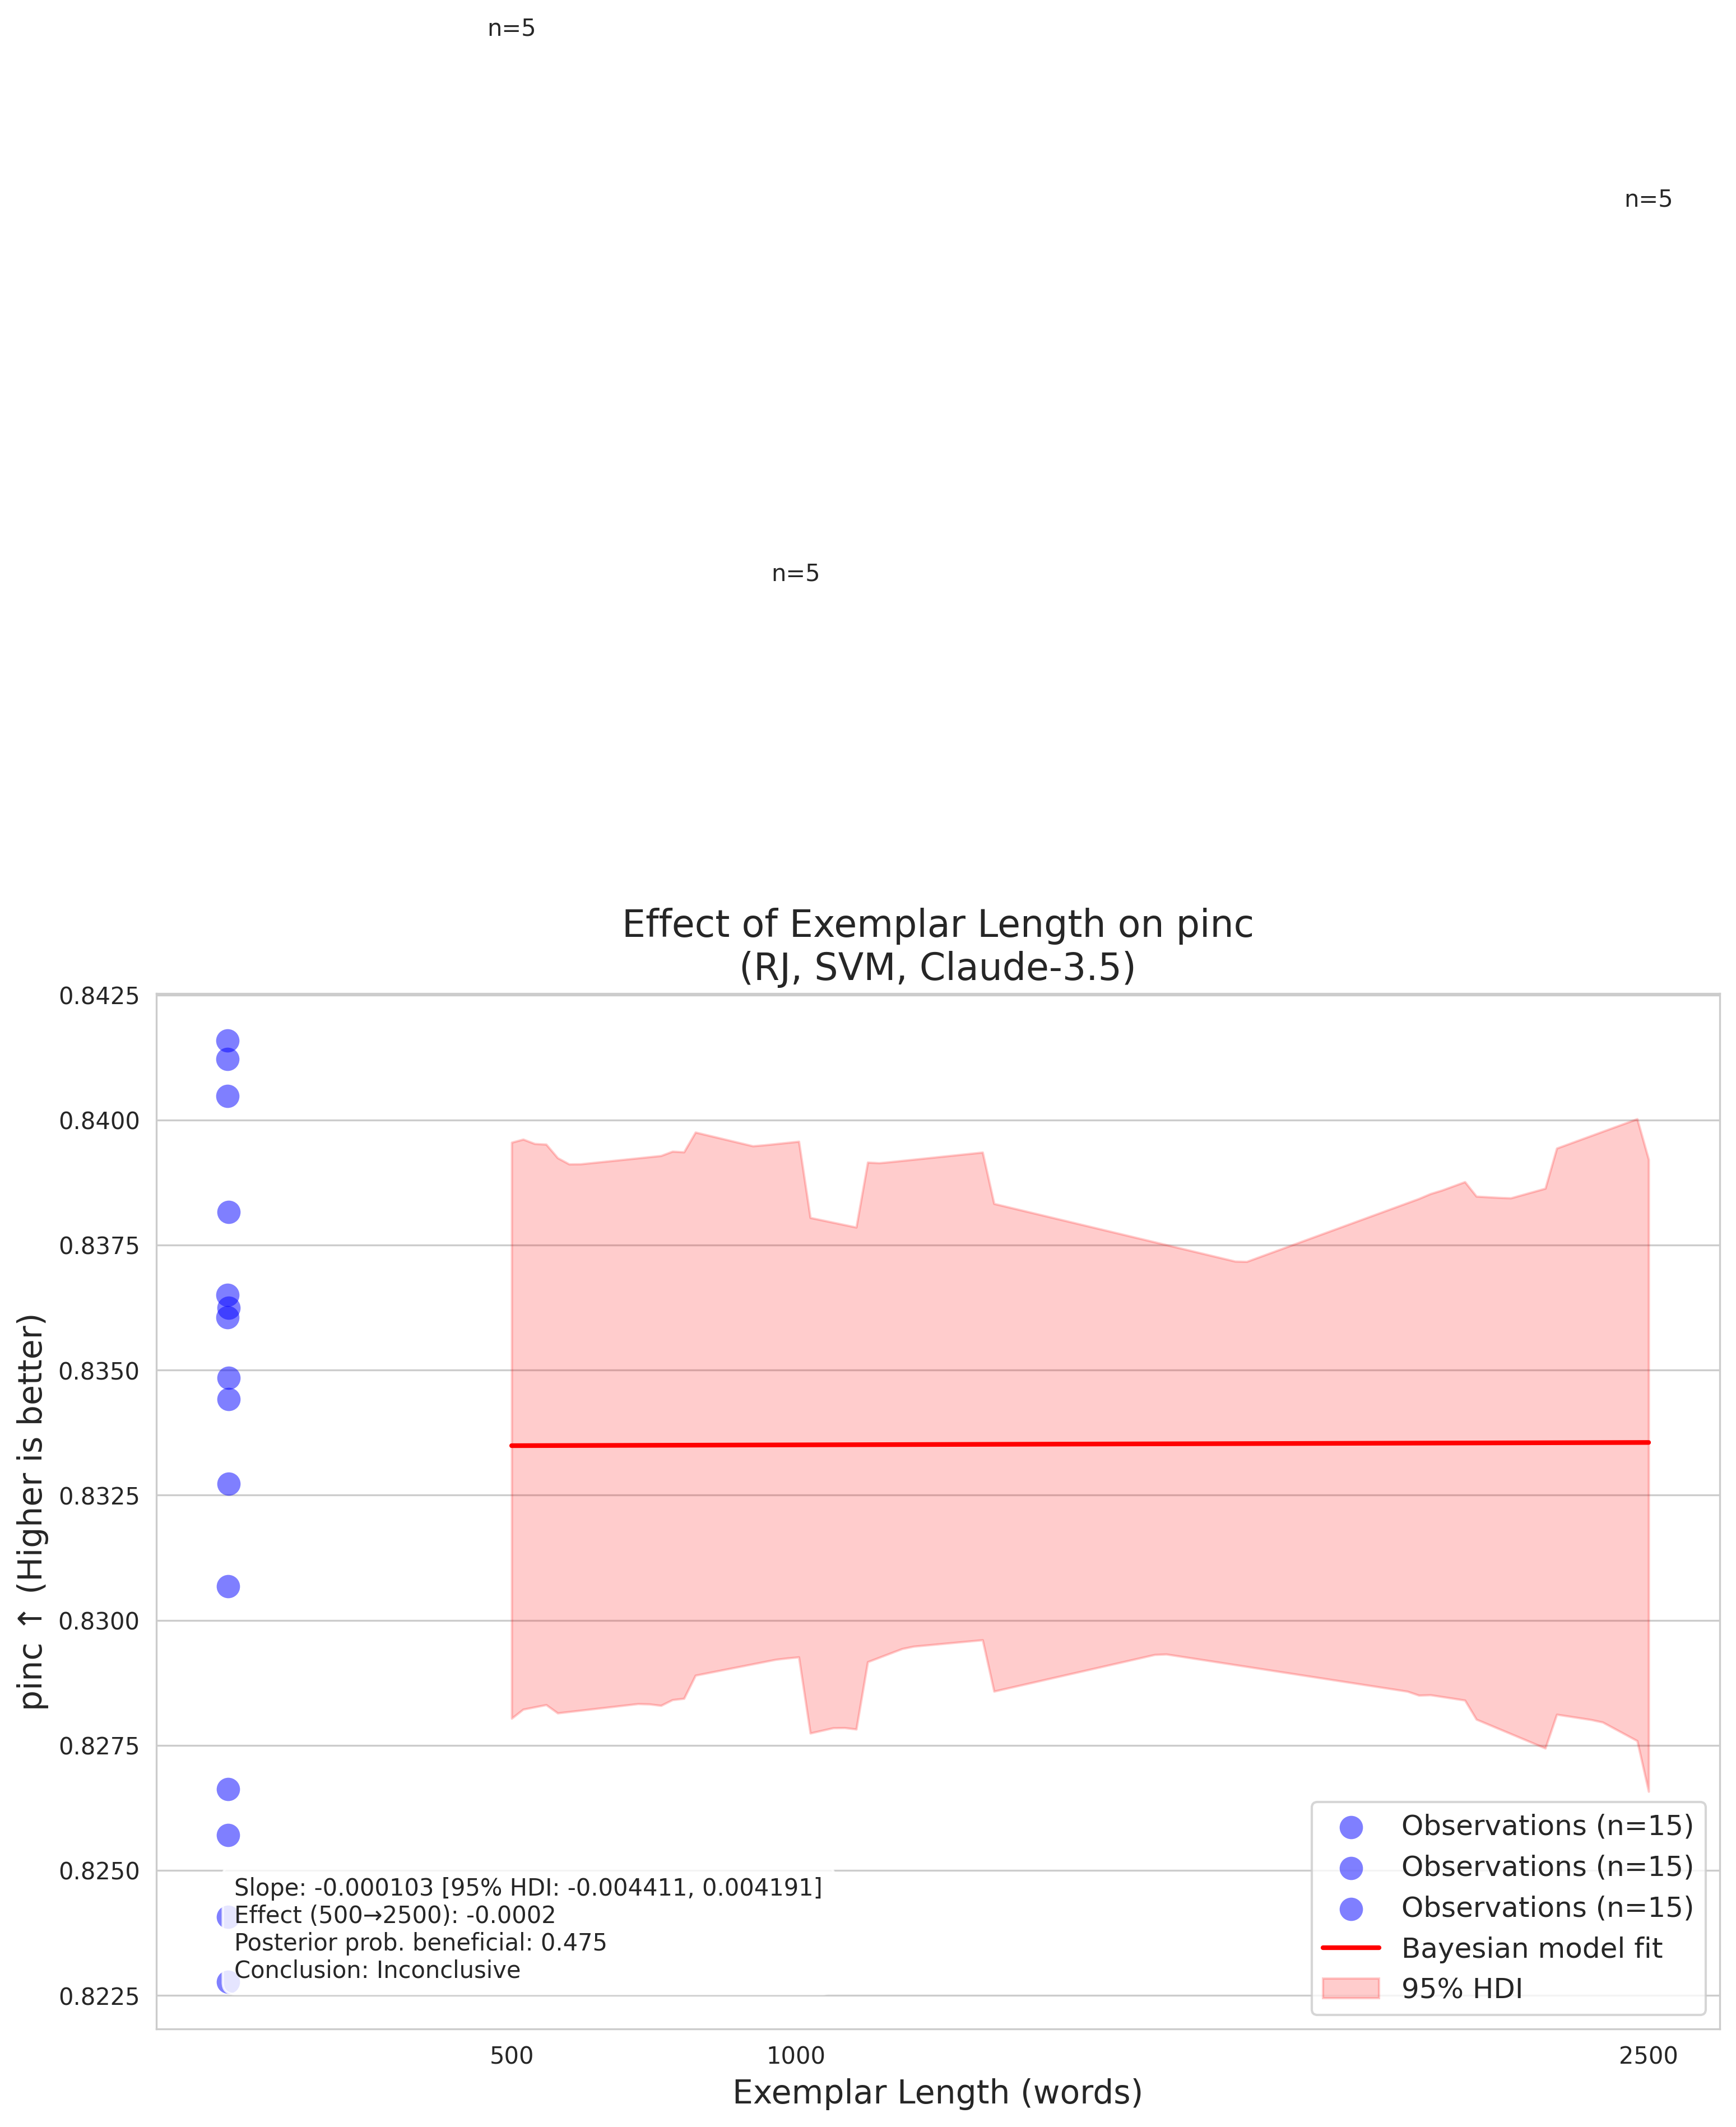 n=5
n=5
n=5
Effect of Exemplar Length on pinc
(RJ, SVM, Claude-3.5)
pinc ↑ (Higher is better)
0.8425
0.8400
0.8375
0.8350
0.8325
0.8300
0.8275
0.8250
0.8225
Slope: -0.000103 [95% HDI: -0.004411, 0.004191]
Effect (500→2500): -0.0002
Posterior prob. beneficial: 0.475
Conclusion: Inconclusive
Observations (n=15)
Observations (n=15)
Observations (n=15)
Bayesian model fit
95% HDI
500
1000
2500
Exemplar Length (words)